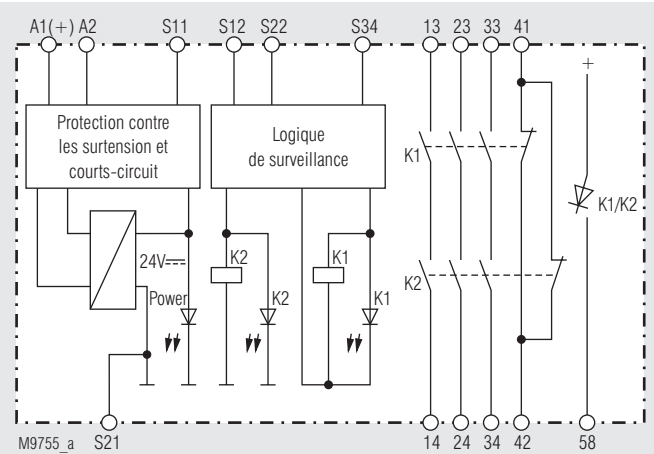 A1(+) A2 S11 S12 S22 S34 13 23 33 41
+
Protection contre
les surtension et
courts-circuit
Logique
de surveillance
K1
K1/K2
24V
K2
K1
K2
Power
K2
K1
M9755_a S21 14 24 34 42 58